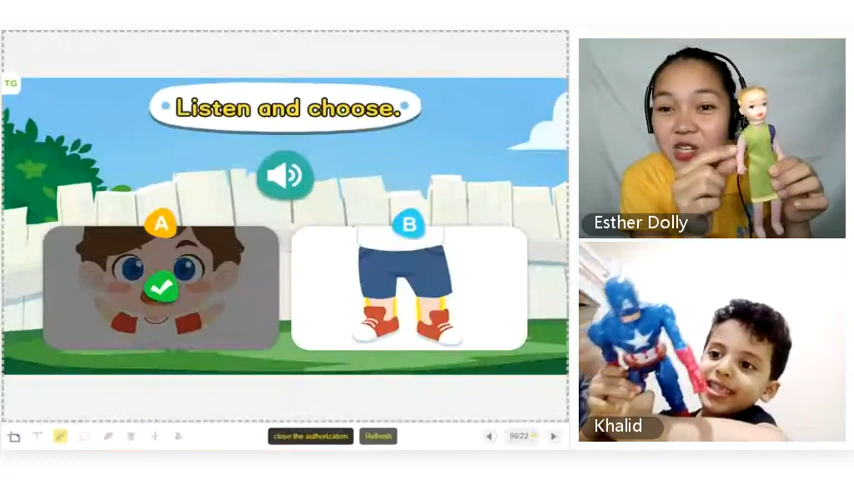 TG
Listen and choose.
A
B
Esther Dolly
Khalid
close the authorization
Refresh